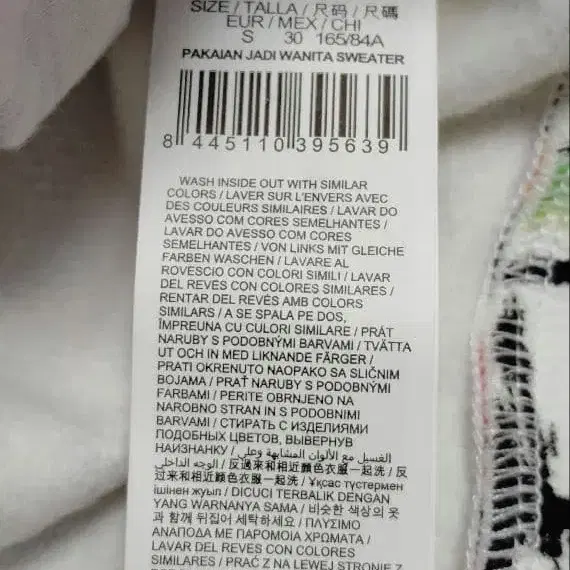 SIZE / TALLA / 尺码 / 尺碼
EUR / MEX / CHI
S 30 165/84A
PAKAIAN JADI WANITA SWEATER
8 445110 395639
WASH INSIDE OUT WITH SIMILAR
COLORS / LAVER SUR L'ENVERS AVEC
DES COULEURS SIMILAIRES / LAVAR DO
AVESSO COM CORES SEMELHANTES /
LAVAR DO AVESSO COM CORES
SEMELHANTES / VON LINKS MIT GLEICHE
FARBEN WASCHEN / LAVARE AL
ROVESCIO CON COLORI SIMILI / LAVAR
DEL REVÉS CON COLORES SIMILARES /
RENTAR DEL REVÉS AMB COLORS
SIMILARS / A SE SPALA PE DOS,
ÎMPREUNA CU CULORI SIMILARE / PRÁT
NARUBY S PODOBNÝMI BARVAMI / TVÄTTA
UT OCH IN MED LIKNANDE FÄRGER /
PRATI OKRENUTO NAOPAKO SA SLIČNIM
BOJAMA / PRAŤ NARUBY S PODOBNÝMI
FARBAMI / PERITE OBRNJENO NA
NAROBNO STRAN IN S PODOBNIMI
BARVAMI / СТИРАТЬ С ИЗДЕЛИЯМИ
ПОДОБНЫХ ЦВЕТОВ, ВЫВЕРНУВ
НАИЗНАНКУ / الغسيل مع الألوان المشابهة وعلى
الوجه الداخلي / 反過來和相近顏色衣服一起洗 / 反
过来和相近颜色衣服一起洗 / Ұқсас түстермен
ішінен жуып / DICUCI TERBALIK DENGAN
YANG WARNANYA SAMA / 비슷한 색상의 옷
과 함께 뒤집어 세탁하세요 / ΠΛΥΣΙΜΟ
ΑΝΑΠΟΔΑ ΜΕ ΠΑΡΟΜΟΙΑ ΧΡΩΜΑΤΑ /
LAVAR DEL REVES CON COLORES
SIMILARES / PRAĆ Z NA LEWEJ STRONIE Z